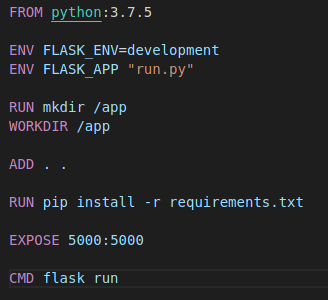 FROM python:3.7.5
ENV FLASK_ENV=development
ENV FLASK_APP "run.py"
RUN mkdir /app
WORKDIR /app
ADD . .
RUN pip install -r requirements.txt
EXPOSE 5000:5000
CMD flask run